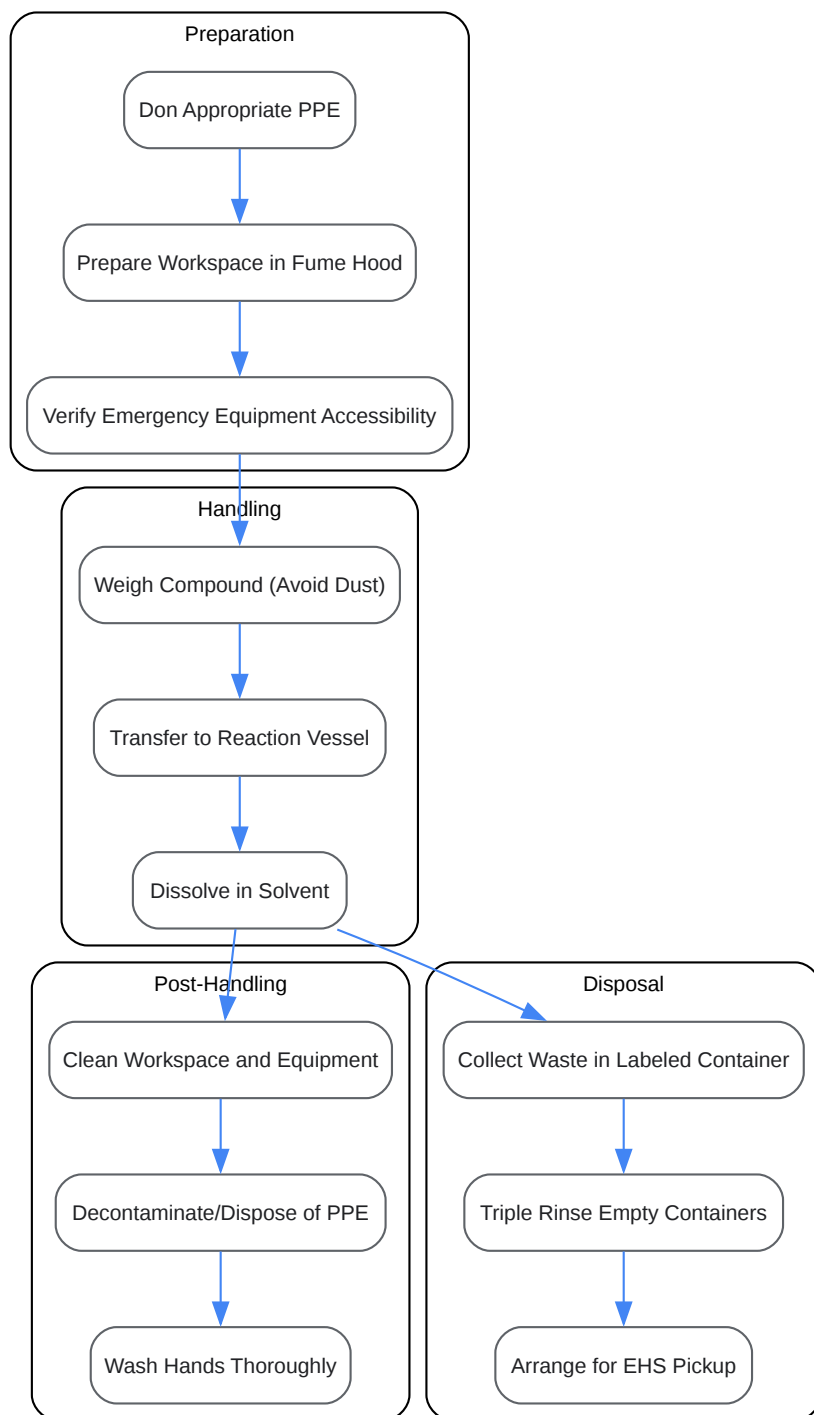 Preparation
Don Appropriate PPE
Prepare Workspace in Fume Hood
Verify Emergency Equipment Accessibility
Handling
Weigh Compound (Avoid Dust)
Transfer to Reaction Vessel
Dissolve in Solvent
Post-Handling
Clean Workspace and Equipment
Decontaminate/Dispose of PPE
Wash Hands Thoroughly
Disposal
Collect Waste in Labeled Container
Triple Rinse Empty Containers
Arrange for EHS Pickup